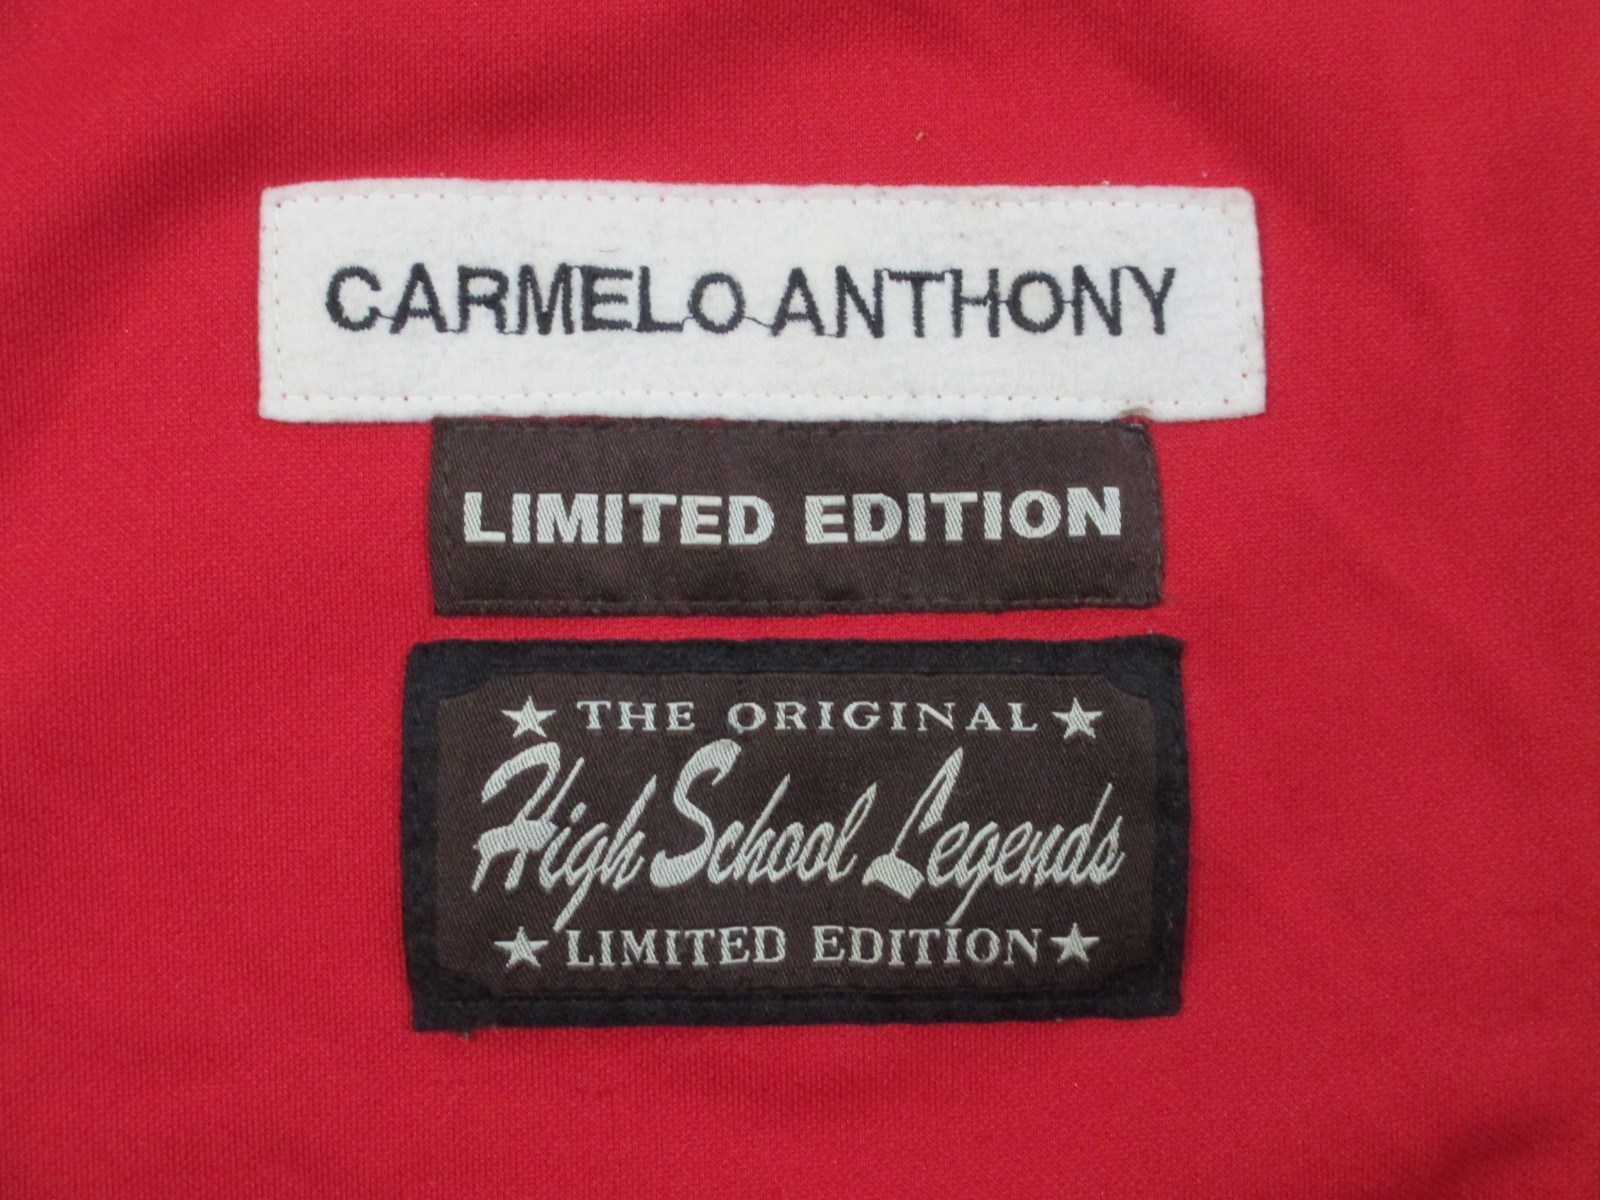 CARMELO ANTHONY
LIMITED EDITION
THE ORIGINAL
High School Legends
LIMITED EDITION